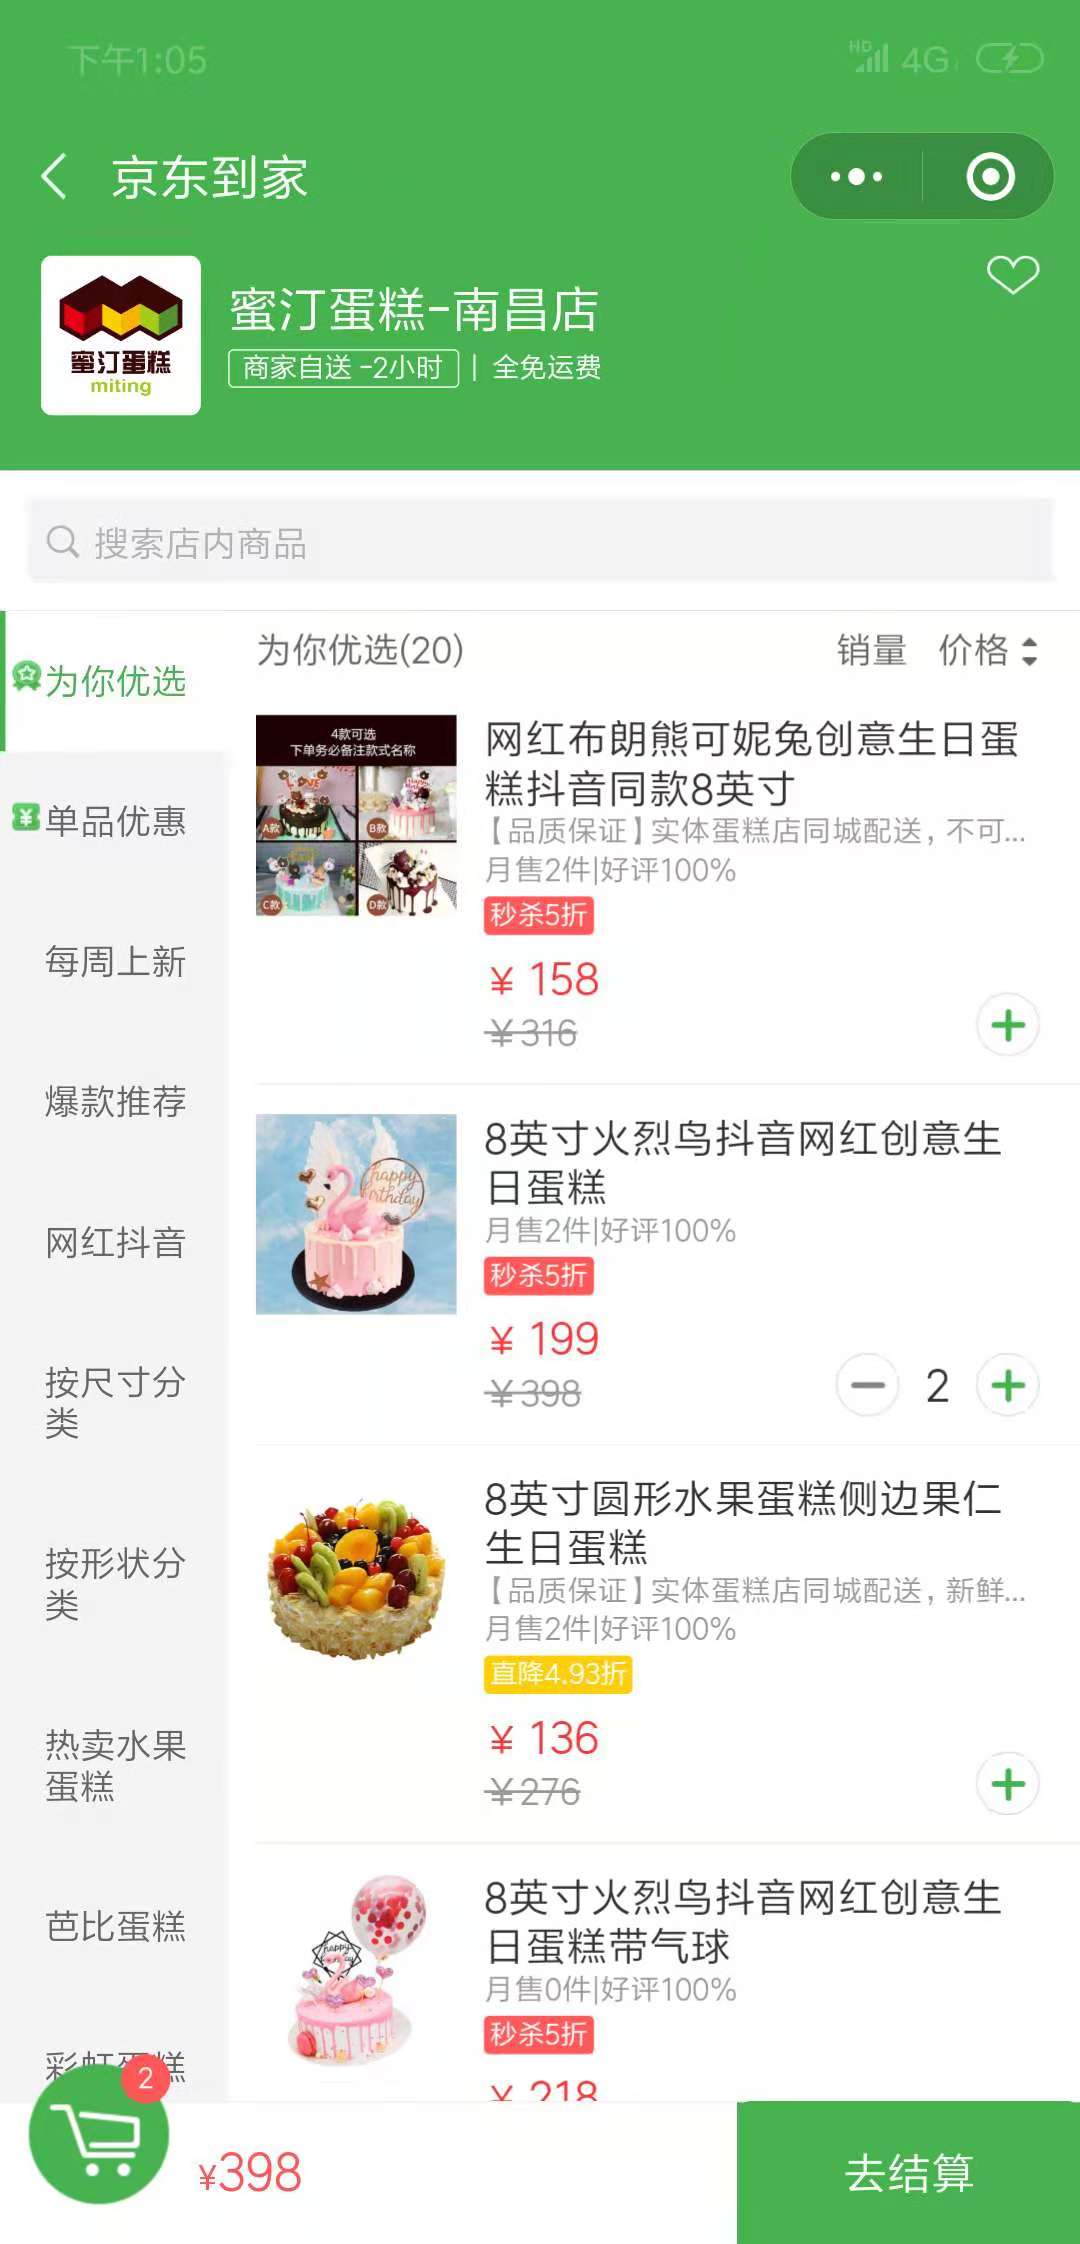 下午1:05
HD 4G
京东到家
蜜汀蛋糕
miting
蜜汀蛋糕-南昌店
商家自送 -2小时 | 全免运费
搜索店内商品
为你优选
单品优惠
每周上新
爆款推荐
网红抖音
按尺寸分
类
按形状分
类
热卖水果
蛋糕
芭比蛋糕
彩虹蛋糕
为你优选(20)
销量 价格
4款可选
下单务必备注款式名称
A款
B款
C款
D款
网红布朗熊可妮兔创意生日蛋
糕抖音同款8英寸
【品质保证】实体蛋糕店同城配送，不可...
月售2件|好评100%
秒杀5折
¥ 158
¥316
happy
birthday
8英寸火烈鸟抖音网红创意生
日蛋糕
月售2件|好评100%
秒杀5折
¥ 199
¥398
2
8英寸圆形水果蛋糕侧边果仁
生日蛋糕
【品质保证】实体蛋糕店同城配送，新鲜...
月售2件|好评100%
直降4.93折
¥ 136
¥276
happy
8英寸火烈鸟抖音网红创意生
日蛋糕带气球
月售0件|好评100%
秒杀5折
¥ 218
2
¥398
去结算